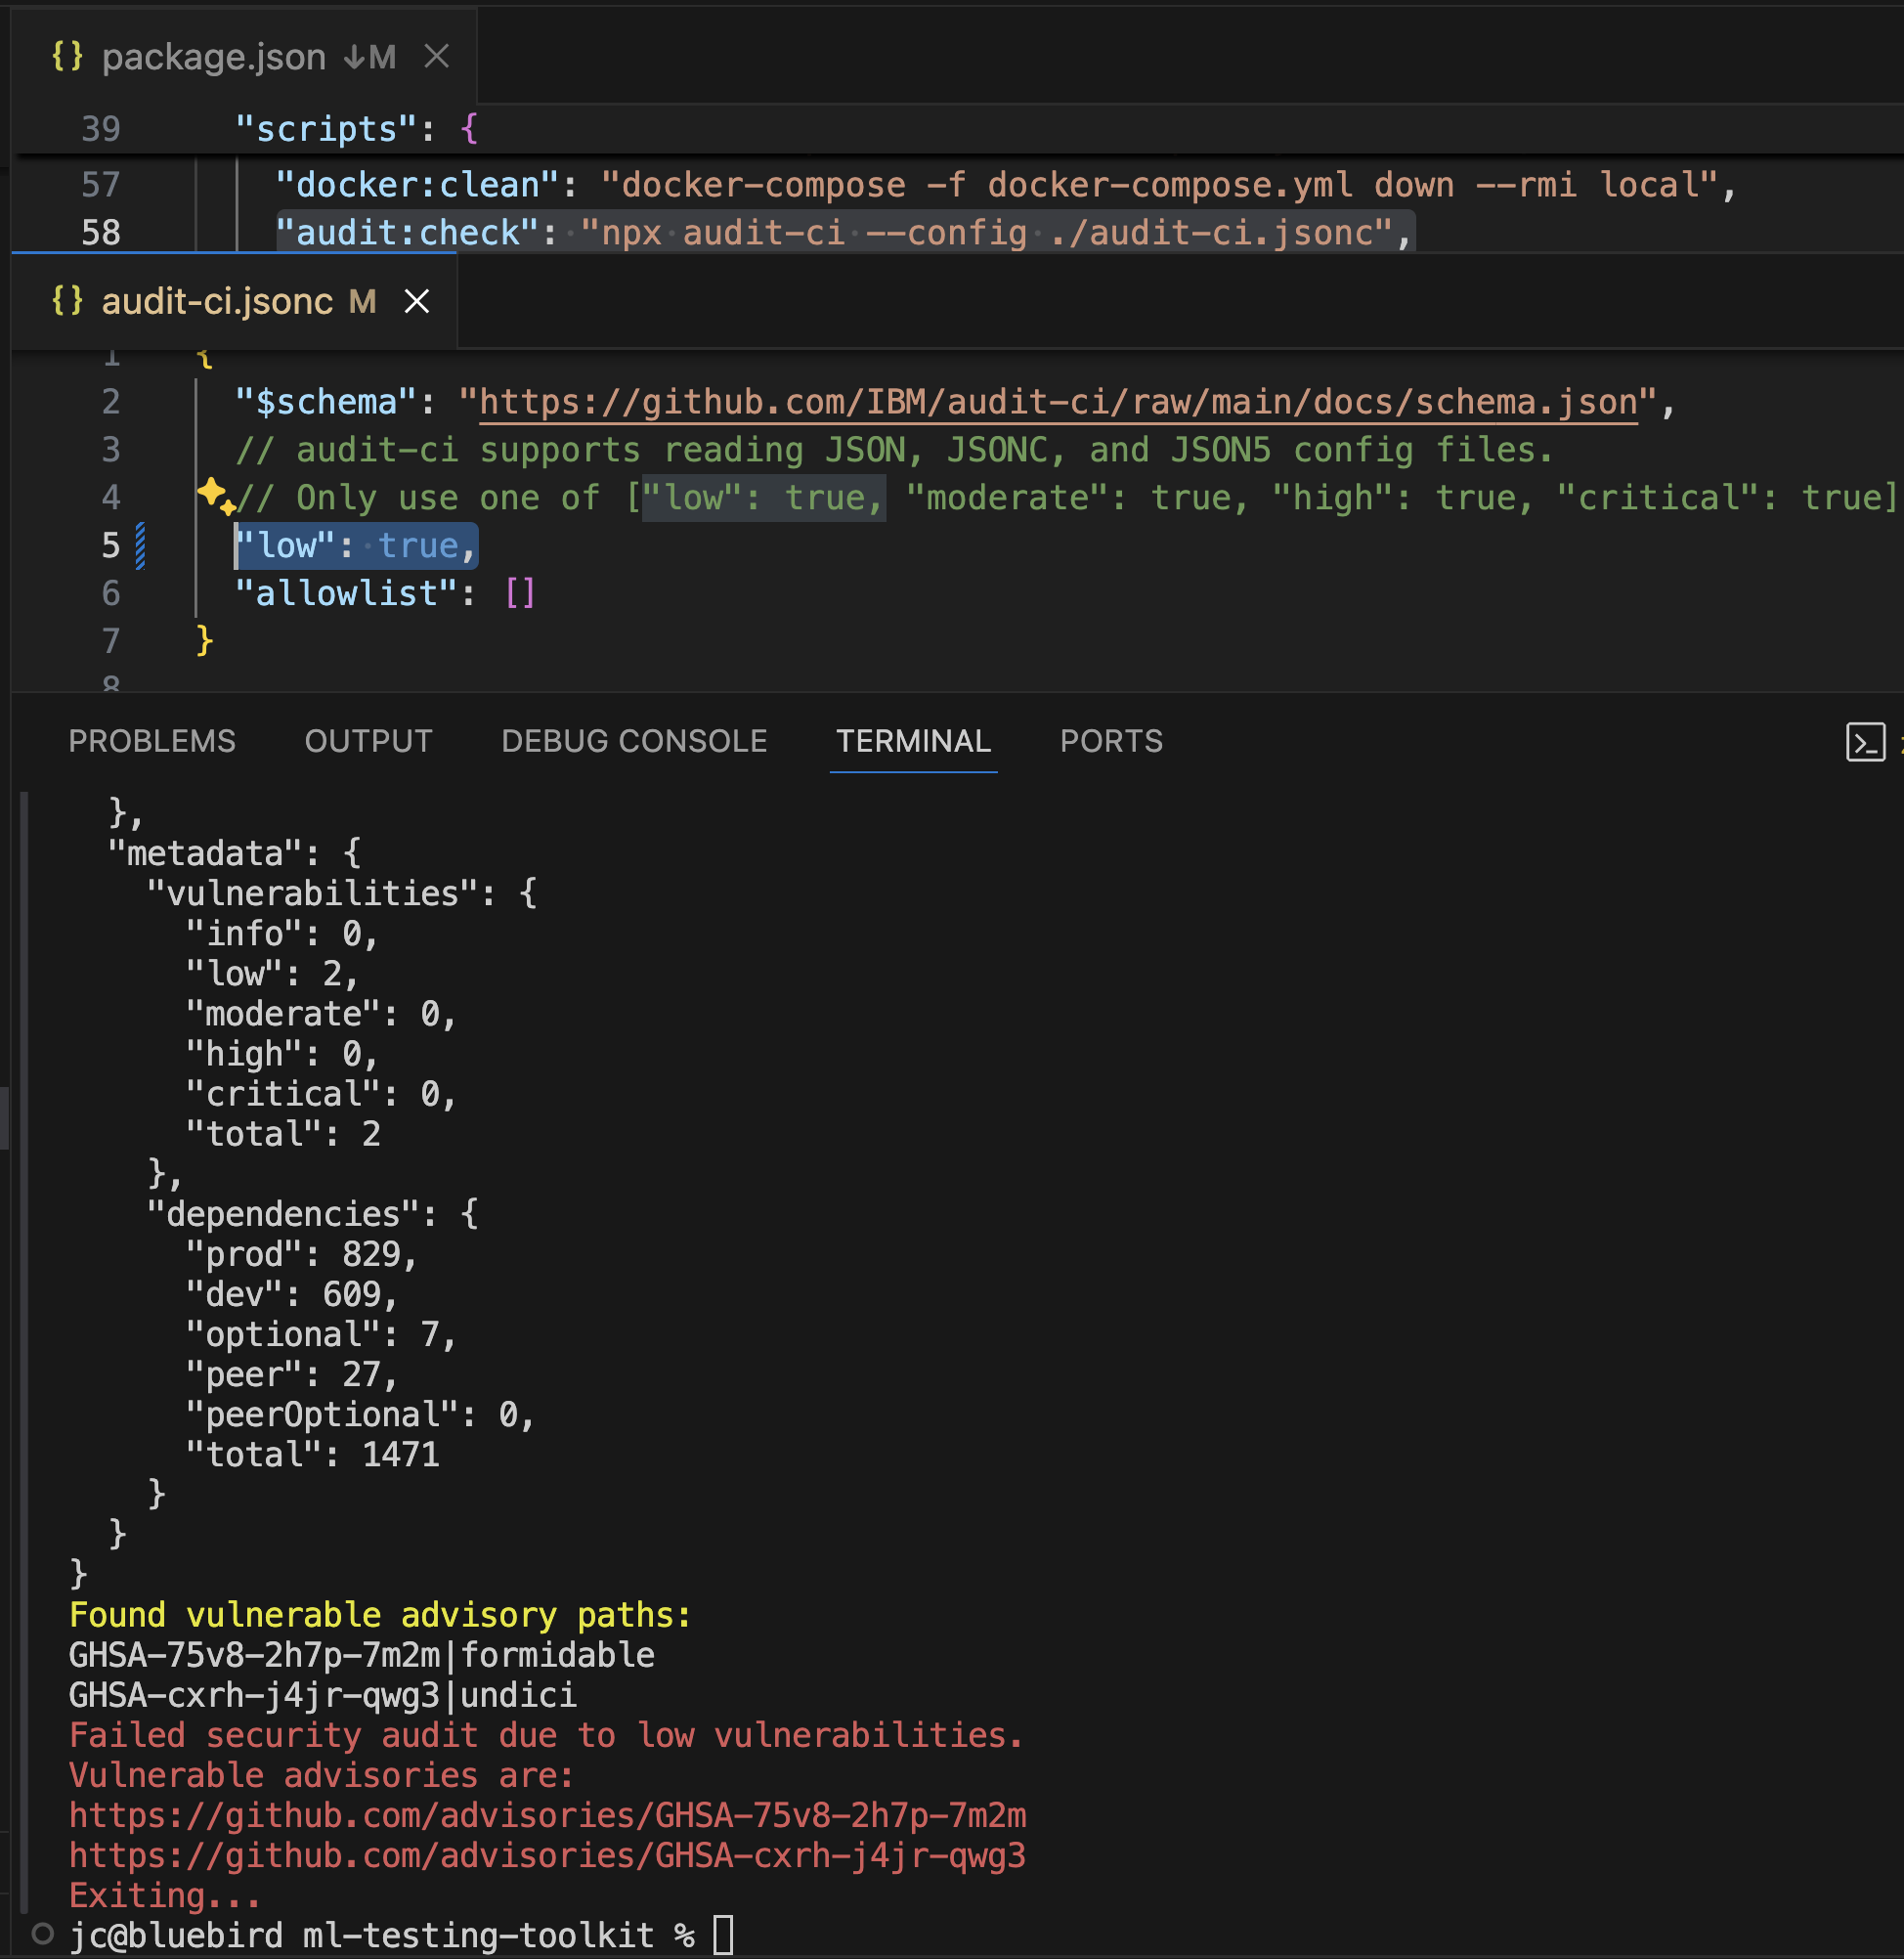 {} package.json ↓M ×
39 "scripts": {
57 "docker:clean": "docker-compose -f docker-compose.yml down --rmi local",
58 "audit:check": "npx audit-ci --config ./audit-ci.jsonc",
{} audit-ci.jsonc M ×
1 {
2 "$schema": "https://github.com/IBM/audit-ci/raw/main/docs/schema.json",
3 // audit-ci supports reading JSON, JSONC, and JSON5 config files.
4 // Only use one of ["low": true, "moderate": true, "high": true, "critical": true]
5 "low": true,
6 "allowlist": []
7 }
8
PROBLEMS OUTPUT DEBUG CONSOLE TERMINAL PORTS
},
"metadata": {
"vulnerabilities": {
"info": 0,
"low": 2,
"moderate": 0,
"high": 0,
"critical": 0,
"total": 2
},
"dependencies": {
"prod": 829,
"dev": 609,
"optional": 7,
"peer": 27,
"peerOptional": 0,
"total": 1471
}
}
}
Found vulnerable advisory paths:
GHSA-75v8-2h7p-7m2m|formidable
GHSA-cxrh-j4jr-qwg3|undici
Failed security audit due to low vulnerabilities.
Vulnerable advisories are:
https://github.com/advisories/GHSA-75v8-2h7p-7m2m
https://github.com/advisories/GHSA-cxrh-j4jr-qwg3
Exiting...
jc@bluebird ml-testing-toolkit %